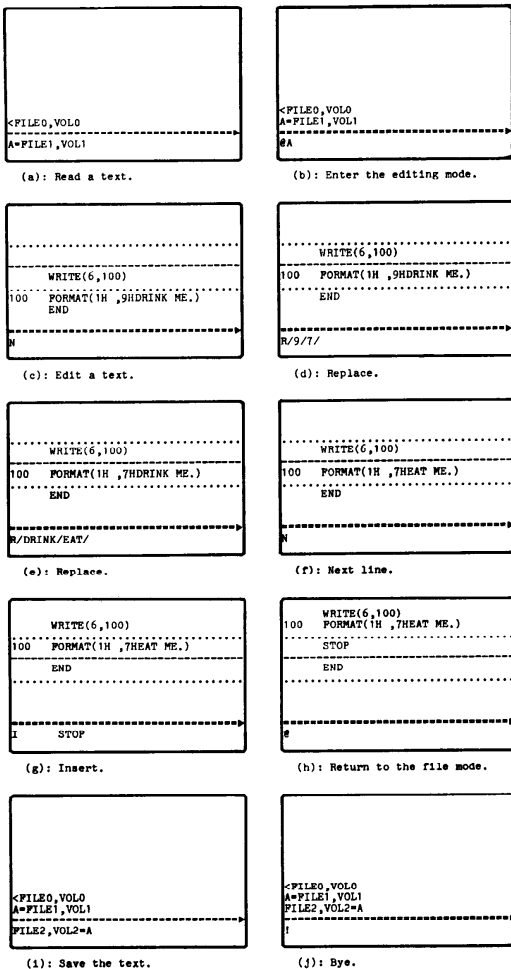 <FILE0,VOL0
A=FILE1,VOL1
(a): Read a text.
<FILE0,VOL0
A=FILE1,VOL1
@A
(b): Enter the editing mode.
WRITE(6,100)
100 FORMAT(1H ,9HDRINK ME.)
END
N
(c): Edit a text.
WRITE(6,100)
100 FORMAT(1H ,9HDRINK ME.)
END
R/9/7/
(d): Replace.
WRITE(6,100)
100 FORMAT(1H ,7HDRINK ME.)
END
R/DRINK/EAT/
(e): Replace.
WRITE(6,100)
100 FORMAT(1H ,7HEAT ME.)
END
N
(f): Next line.
WRITE(6,100)
100 FORMAT(1H ,7HEAT ME.)
END
I STOP
(g): Insert.
WRITE(6,100)
100 FORMAT(1H ,7HEAT ME.)
STOP
END
@
(h): Return to the file mode.
<FILE0,VOL0
A=FILE1,VOL1
FILE2,VOL2=A
(i): Save the text.
<FILE0,VOL0
A=FILE1,VOL1
FILE2,VOL2=A
!
(j): Bye.